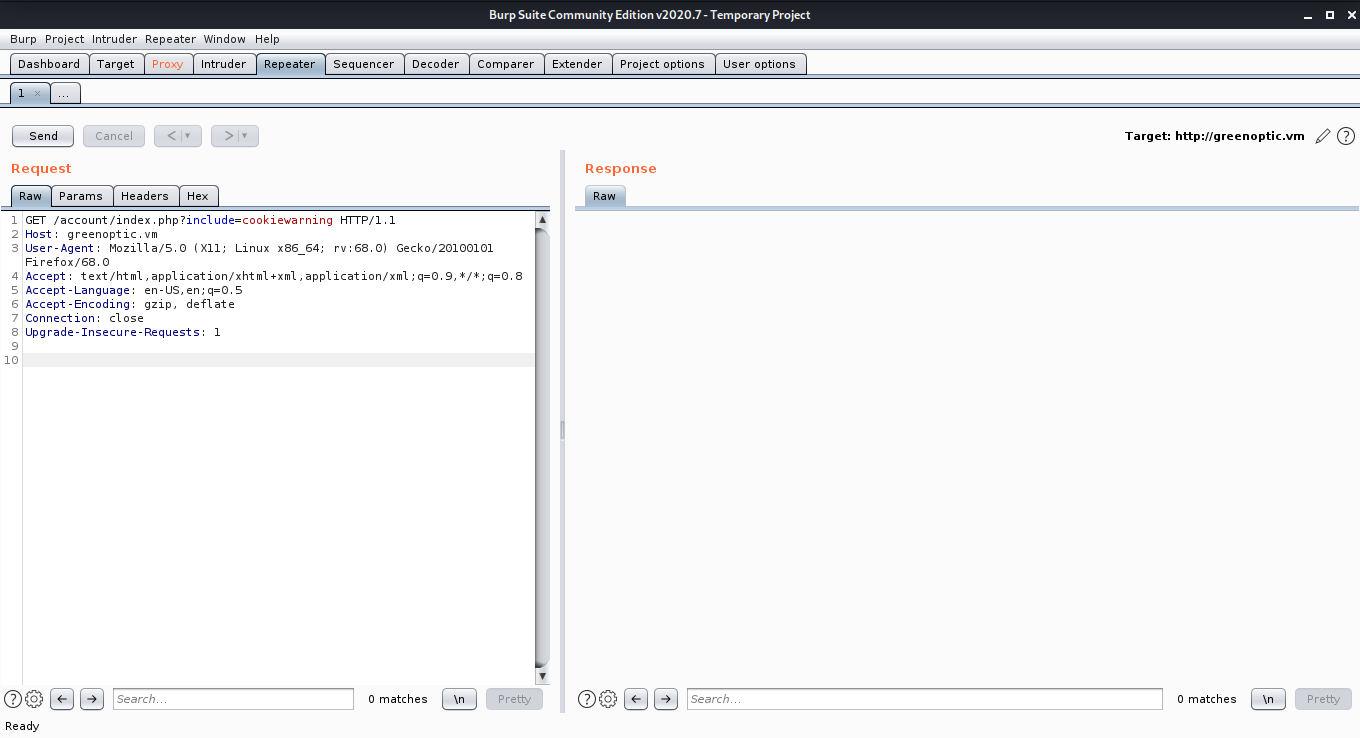 Burp Suite Community Edition v2020.7 - Temporary Project
Burp Project Intruder Repeater Window Help
Dashboard Target Proxy Intruder Repeater Sequencer Decoder Comparer Extender Project options User options
1 × ...
Send Cancel < ▾ > ▾ Target: http://greenoptic.vm ?
Request Response
Raw Params Headers Hex Raw
1 GET /account/index.php?include=cookiewarning HTTP/1.1
2 Host: greenoptic.vm
3 User-Agent: Mozilla/5.0 (X11; Linux x86_64; rv:68.0) Gecko/20100101
Firefox/68.0
4 Accept: text/html,application/xhtml+xml,application/xml;q=0.9,*/*;q=0.8
5 Accept-Language: en-US,en;q=0.5
6 Accept-Encoding: gzip, deflate
7 Connection: close
8 Upgrade-Insecure-Requests: 1
9
10
? ← → Search... 0 matches \n Pretty ? ← → Search... 0 matches \n Pretty
Ready